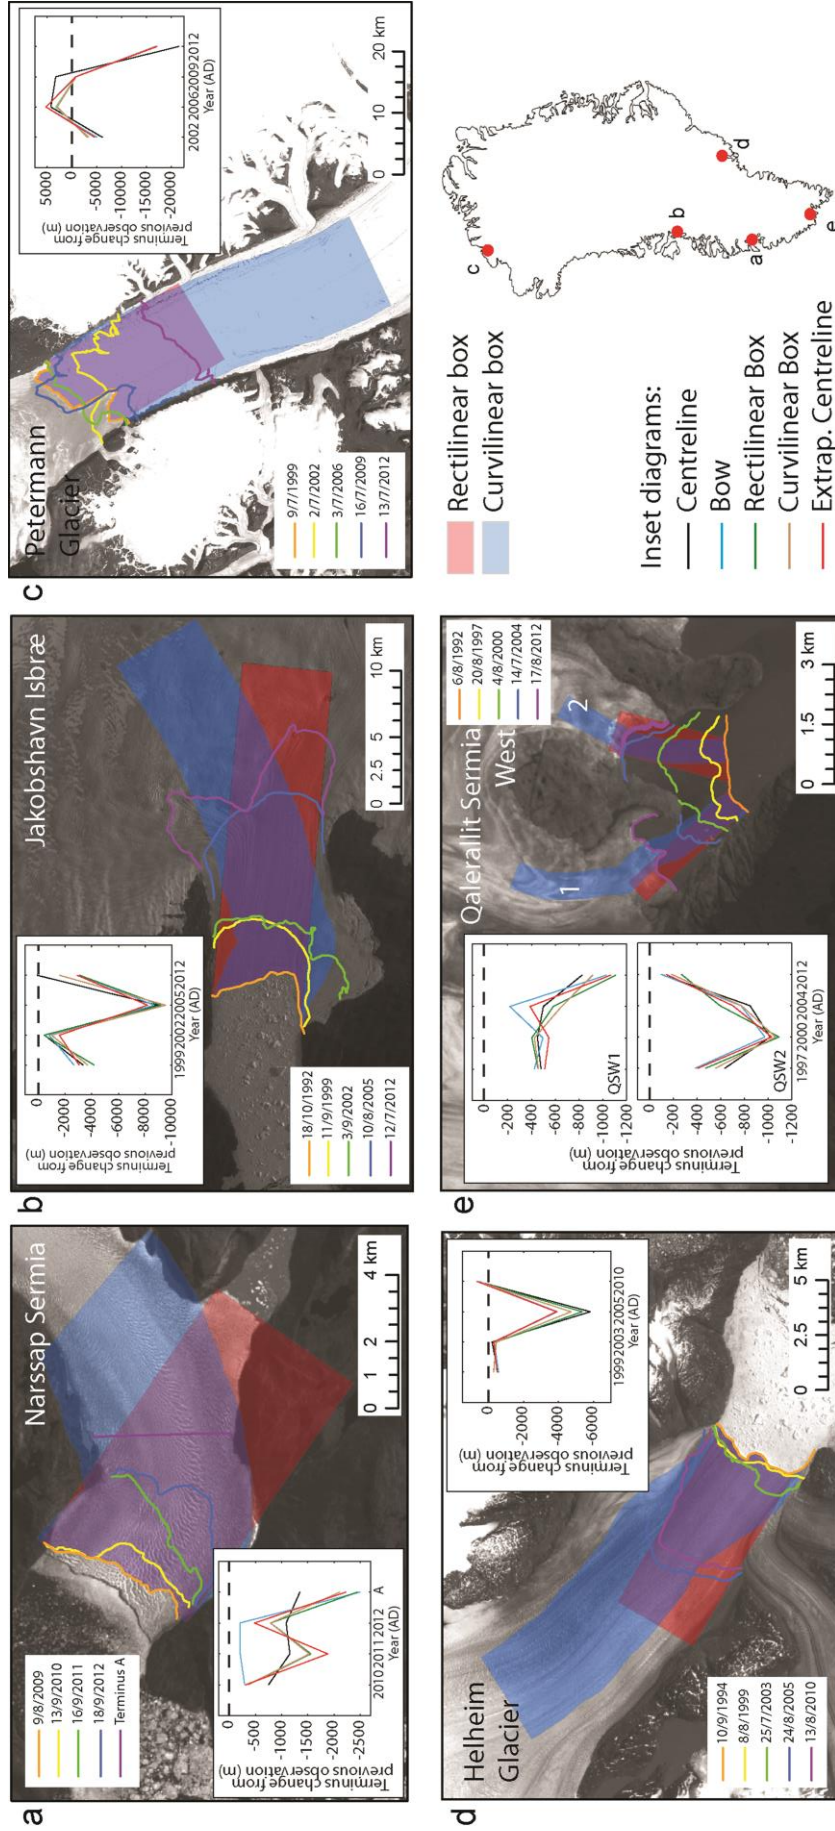 a
Narssap Sermia
9/8/2009
13/9/2010
16/9/2011
18/9/2012
Terminus A
Terminus change from
previous observation (m)
0
-500
-1000
-1500
-2000
-2500
2010
2011
2012
A
Year (AD)
0
1
2
4 km
b
Jakobshavn Isbræ
Terminus change from
previous observation (m)
0
-2000
-4000
-6000
-8000
-10000
1999
2002
2005
2012
Year (AD)
18/10/1992
11/9/1999
3/9/2002
10/8/2005
12/7/2012
0
2.5
5
10 km
c
Petermann
Glacier
Terminus change from
previous observation (m)
5000
0
-5000
-10000
-15000
-20000
2002
2006
2009
2012
Year (AD)
9/7/1999
2/7/2002
3/7/2006
16/7/2009
13/7/2012
0
10
20 km
d
Helheim
Glacier
Terminus change from
previous observation (m)
0
-2000
-4000
-6000
1999
2003
2005
2010
Year (AD)
10/9/1994
8/8/1999
25/7/2003
24/8/2005
13/8/2010
0
2.5
5 km
e
Qalerallit Sermia
West
1
2
6/8/1992
20/8/1997
4/8/2000
14/7/2004
17/8/2012
Terminus change from
previous observation (m)
0
-200
-400
-600
-800
-1000
-1200
QSW1
0
-200
-400
-600
-800
-1000
-1200
QSW2
1997
2000
2004
2012
Year (AD)
0
1.5
3 km
Rectilinear box
Curvilinear box
Inset diagrams:
Centreline
Bow
Rectilinear Box
Curvilinear Box
Extrap. Centreline
c
b
a
d
e